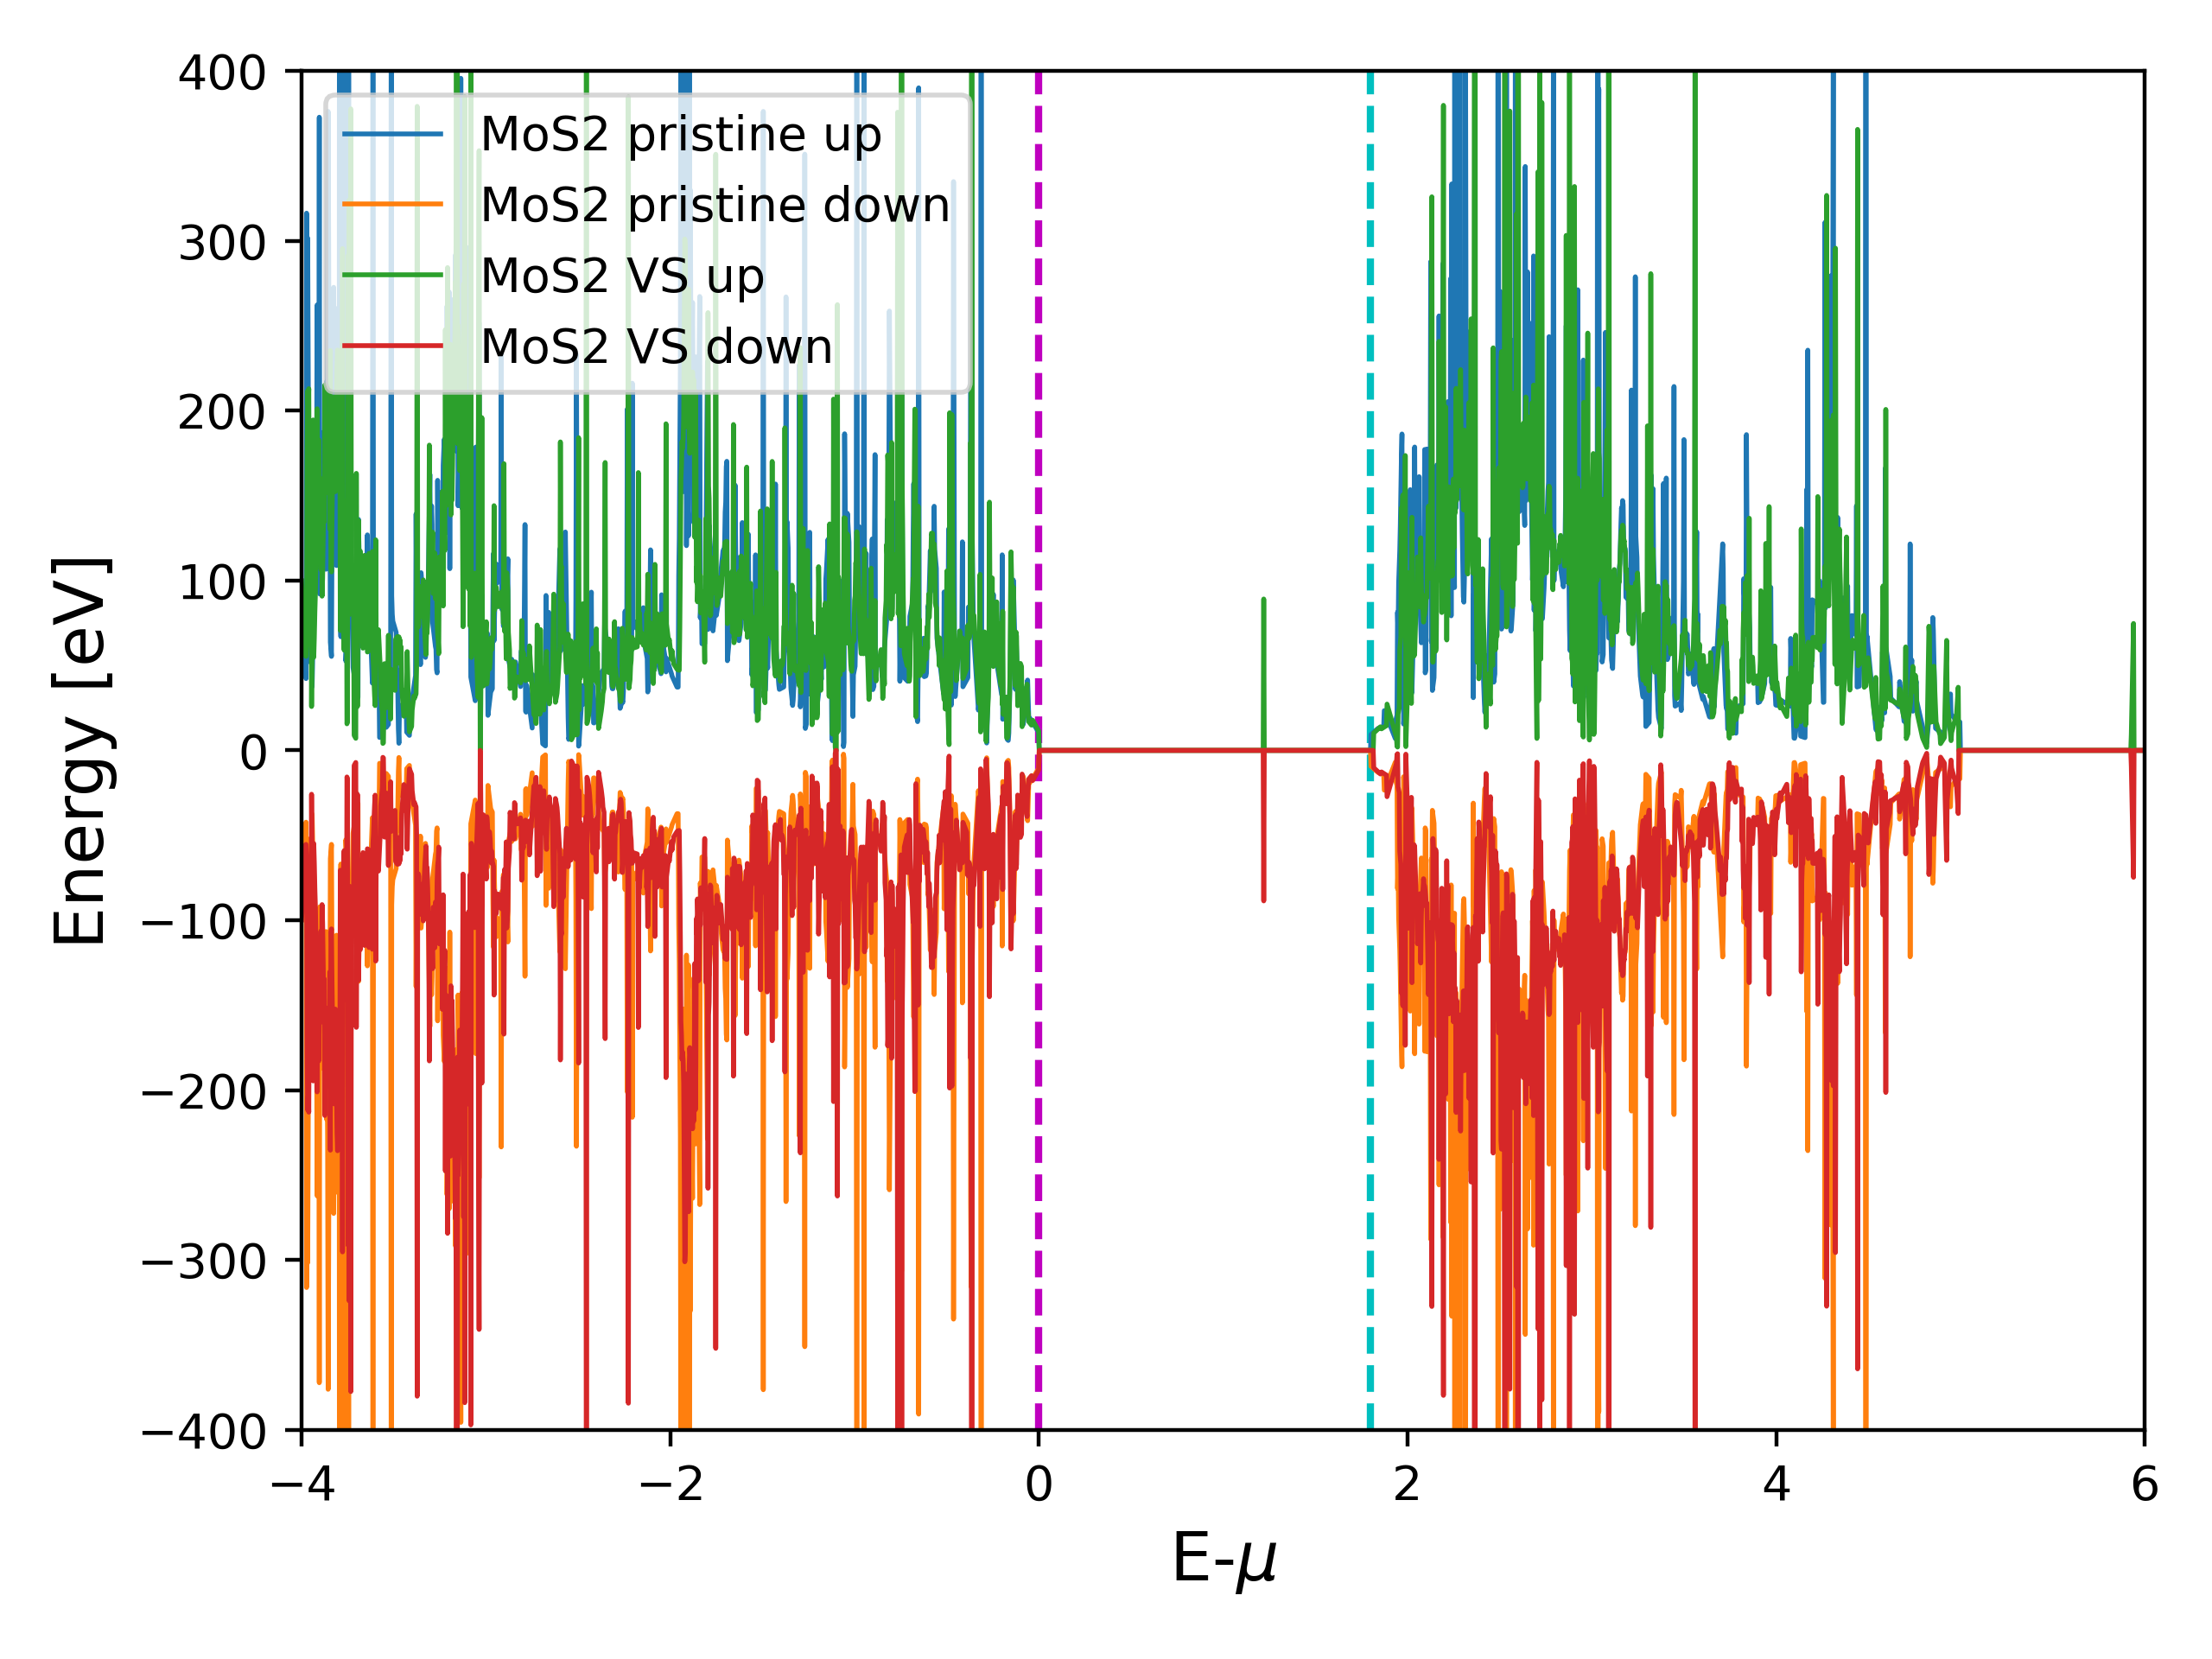 400
300
200
100
0
−100
−200
−300
−400
Energy [eV]
MoS2 pristine up
MoS2 pristine down
MoS2 VS up
MoS2 VS down
−4 −2 0 2 4 6
E-μ